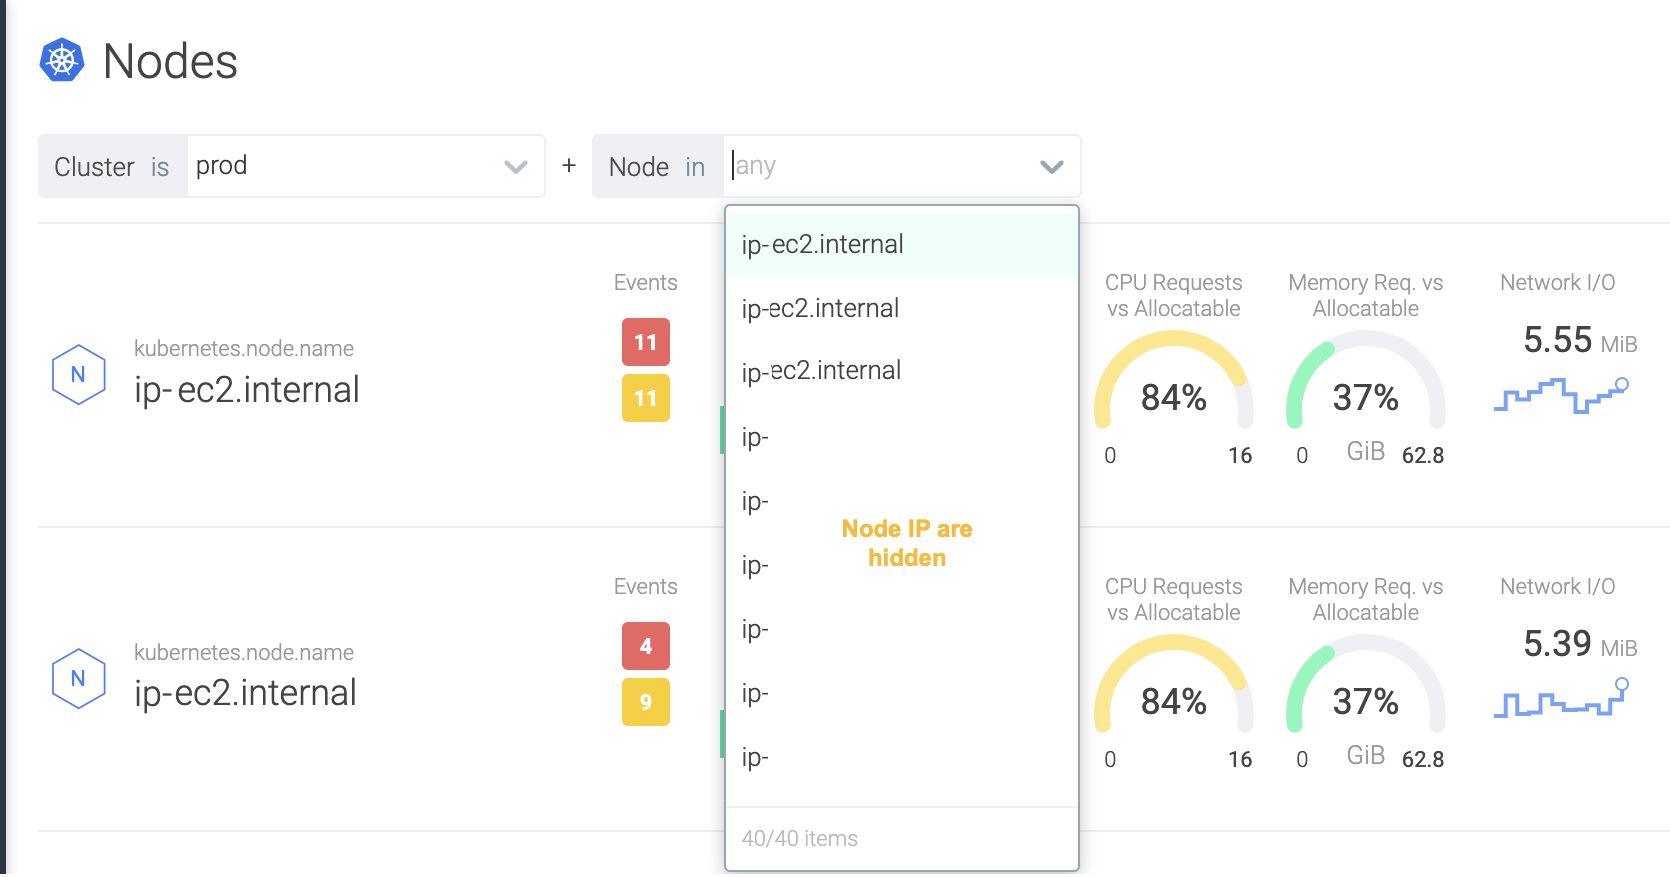 Nodes
Cluster is prod
+
Node in any
ip- ec2.internal
ip-ec2.internal
ip-ec2.internal
ip-
ip-
ip-
ip-
ip-
ip-
Node IP are
hidden
40/40 items
N
kubernetes.node.name
ip- ec2.internal
Events
11
11
CPU Requests
vs Allocatable
84%
0 16
Memory Req. vs
Allocatable
37%
0 GiB 62.8
Network I/O
5.55 MiB
N
kubernetes.node.name
ip-ec2.internal
Events
4
9
CPU Requests
vs Allocatable
84%
0 16
Memory Req. vs
Allocatable
37%
0 GiB 62.8
Network I/O
5.39 MiB